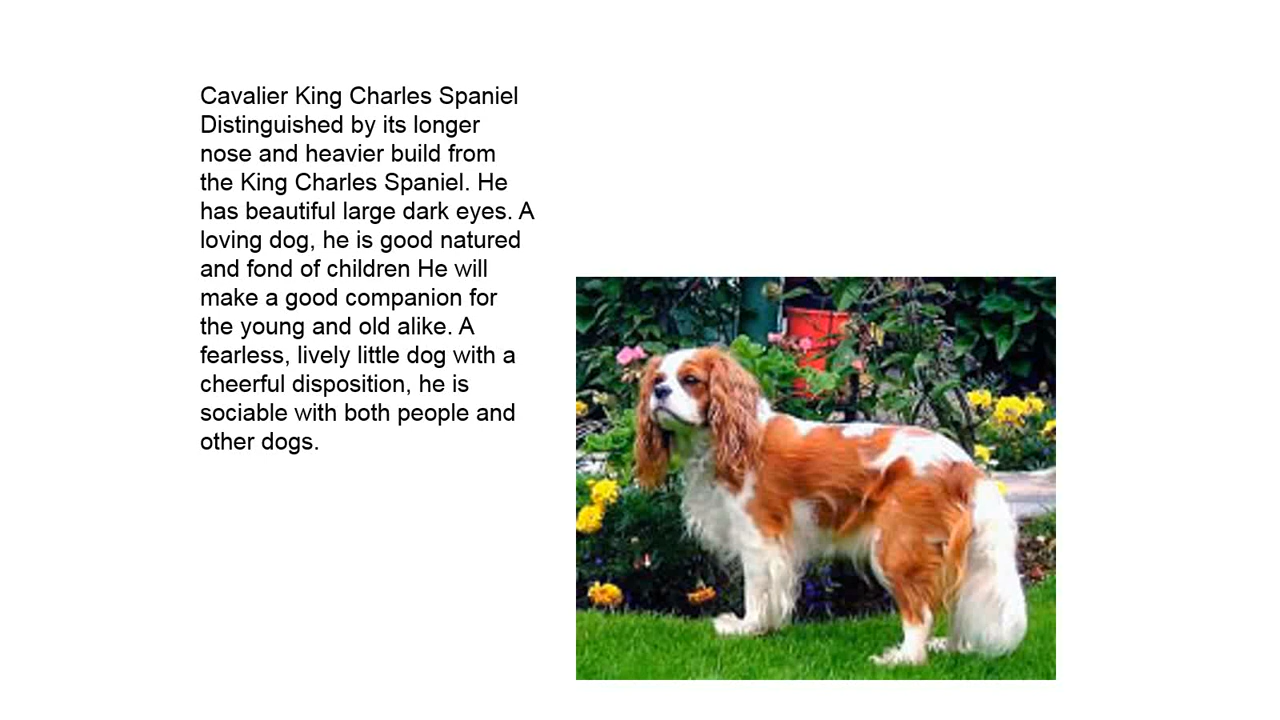 Cavalier King Charles Spaniel
Distinguished by its longer
nose and heavier build from
the King Charles Spaniel. He
has beautiful large dark eyes. A
loving dog, he is good natured
and fond of children He will
make a good companion for
the young and old alike. A
fearless, lively little dog with a
cheerful disposition, he is
sociable with both people and
other dogs.